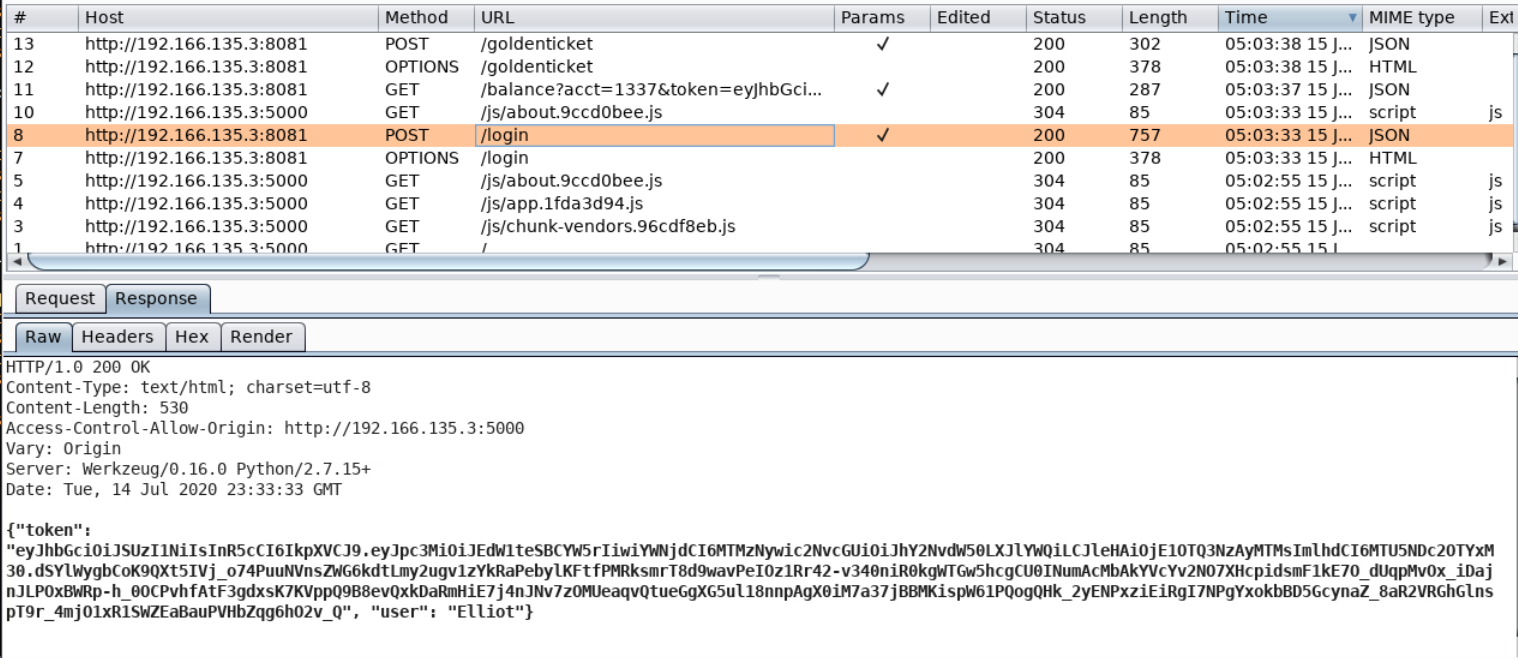 # Host Method URL Params Edited Status Length Time MIME type Ext
13 http://192.166.135.3:8081 POST /goldenticket ✓ 200 302 05:03:38 15 J... JSON
12 http://192.166.135.3:8081 OPTIONS /goldenticket 200 378 05:03:38 15 J... HTML
11 http://192.166.135.3:8081 GET /balance?acct=1337&token=eyJhbGci... ✓ 200 287 05:03:37 15 J... JSON
10 http://192.166.135.3:5000 GET /js/about.9ccd0bee.js 304 85 05:03:33 15 J... script js
8 http://192.166.135.3:8081 POST /login ✓ 200 757 05:03:33 15 J... JSON
7 http://192.166.135.3:8081 OPTIONS /login 200 378 05:03:33 15 J... HTML
5 http://192.166.135.3:5000 GET /js/about.9ccd0bee.js 304 85 05:02:55 15 J... script js
4 http://192.166.135.3:5000 GET /js/app.1fda3d94.js 304 85 05:02:55 15 J... script js
3 http://192.166.135.3:5000 GET /js/chunk-vendors.96cdf8eb.js 304 85 05:02:55 15 J... script js
1 http://192.166.135.3:5000 GET / 304 85 05:02:55 15 J...
Request Response
Raw Headers Hex Render
HTTP/1.0 200 OK
Content-Type: text/html; charset=utf-8
Content-Length: 530
Access-Control-Allow-Origin: http://192.166.135.3:5000
Vary: Origin
Server: Werkzeug/0.16.0 Python/2.7.15+
Date: Tue, 14 Jul 2020 23:33:33 GMT
{"token":
"eyJhbGciOiJSUzI1NiIsInR5cCI6IkpXVCJ9.eyJpc3MiOiJEdW1teSBCYW5rIiwiYWNjdCI6MTMzNywic2NvcGUiOiJhY2NvdW50LXJlYWQiLCJleHAiOjE1OTQ3NzAyMTMsImlhdCI6MTU5NDc2OTYxM
30.dSYlWygbCoK9QXt5IVj_o74PuuNVnsZWG6kdtLmy2ugv1zYkRaPebylKFtfPMRksmrT8d9wavPeIOz1Rr42-v340niR0kgWTGw5hcgCU0INumAcMbAkYVcYv2NO7XHcpidsmF1kE7O_dUqpMvOx_iDaj
nJLPOxBWRp-h_0OCPvhfAtF3gdxsK7KVppQ9B8evQxkDaRmHiE7j4nJNv7zOMUeaqvQtueGgXG5ul18nnpAgX0iM7a37jBBMKispW61PQogQHk_2yENPxziEiRgI7NPgYxokbBD5GcynaZ_8aR2VRGhGlns
pT9r_4mjO1xR1SWZEaBauPVHbZqg6hO2v_Q", "user": "Elliot"}